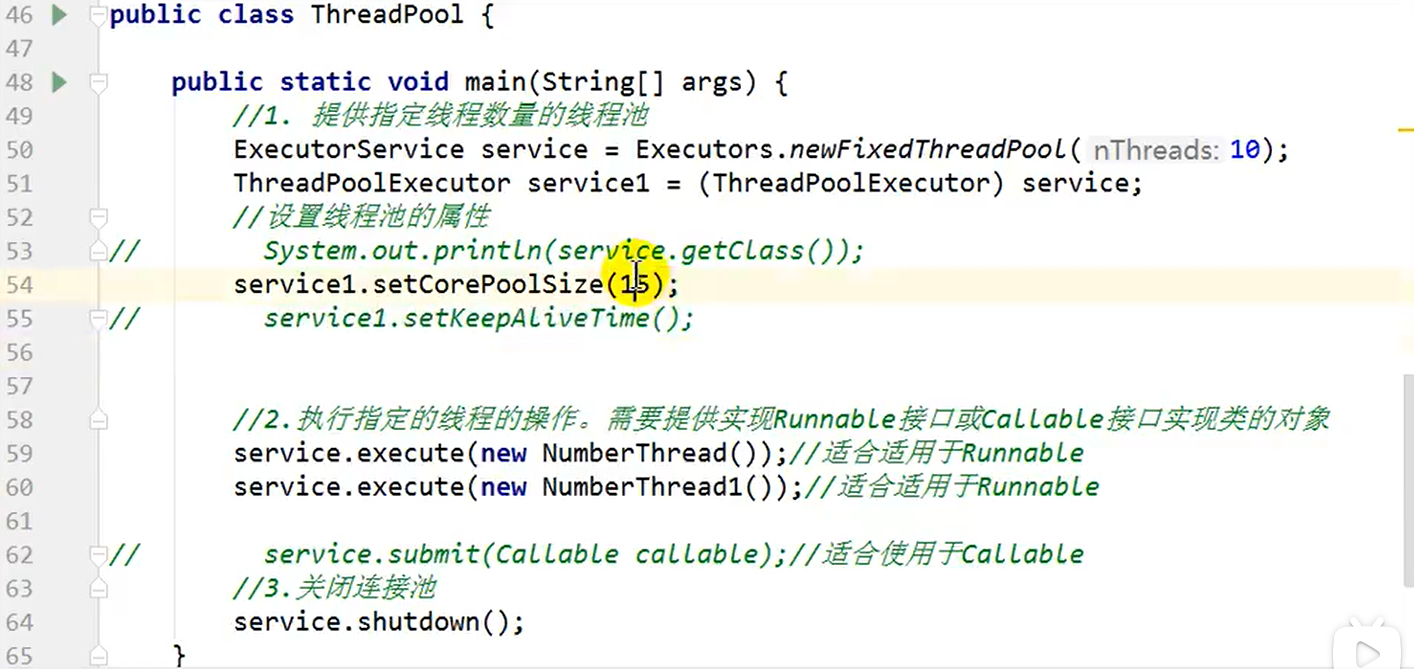 46 public class ThreadPool {
47
48 public static void main(String[] args) {
49 //1. 提供指定线程数量的线程池
50 ExecutorService service = Executors.newFixedThreadPool( nThreads: 10);
51 ThreadPoolExecutor service1 = (ThreadPoolExecutor) service;
52 //设置线程池的属性
53 // System.out.println(service.getClass());
54 service1.setCorePoolSize(15);
55 // service1.setKeepAliveTime();
56
57
58 //2.执行指定的线程的操作。需要提供实现Runnable接口或Callable接口实现类的对象
59 service.execute(new NumberThread());//适合适用于Runnable
60 service.execute(new NumberThread1());//适合适用于Runnable
61
62 // service.submit(Callable callable);//适合使用于Callable
63 //3.关闭连接池
64 service.shutdown();
65 }